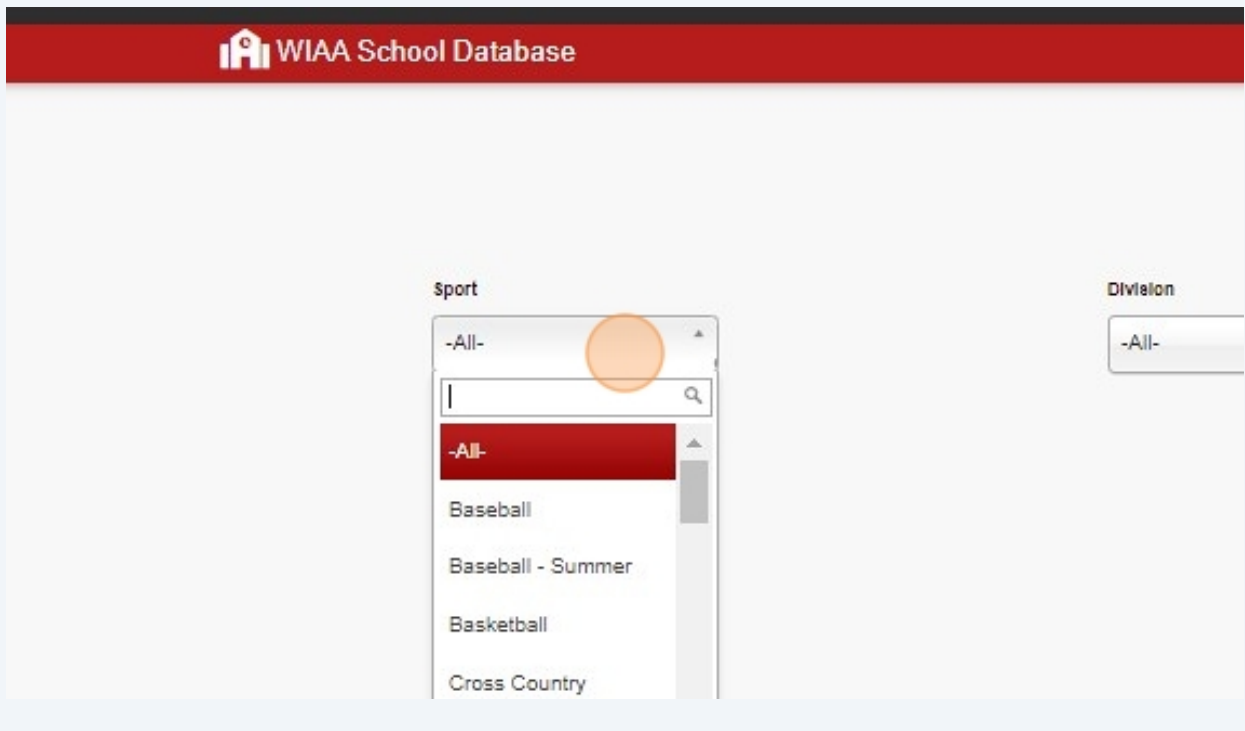 WIAA School Database
Sport
Division
-All-
-All-
-All-
Baseball
Baseball - Summer
Basketball
Cross Country